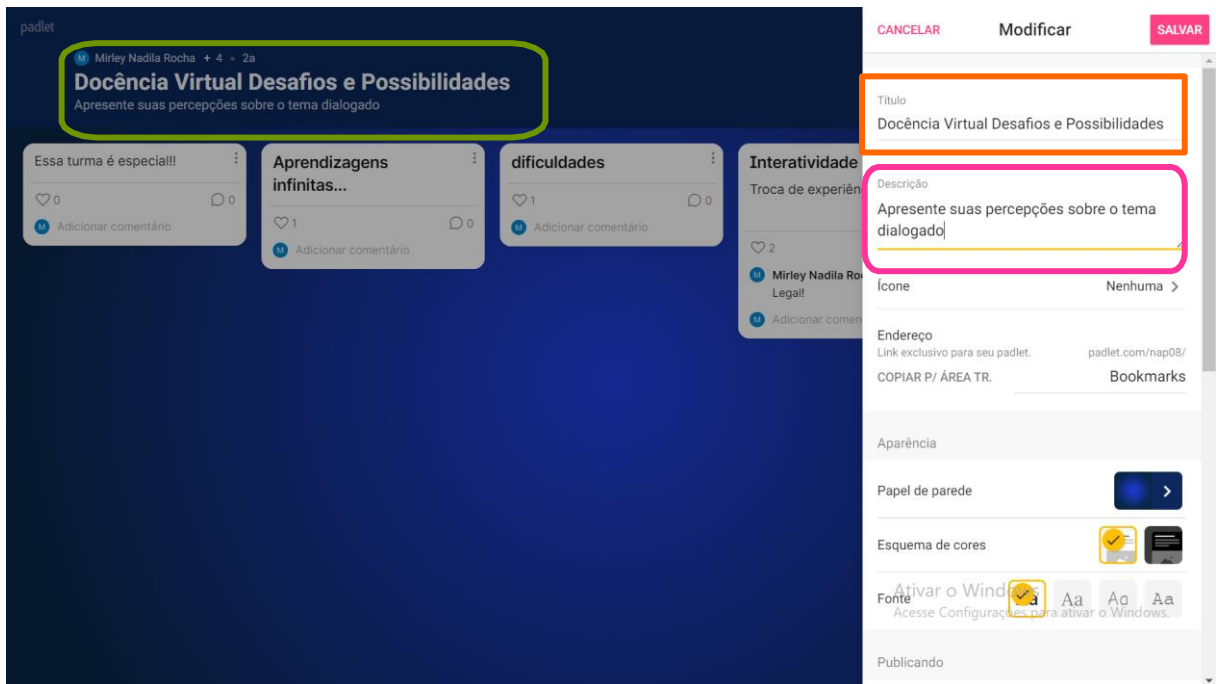 padlet
M Mirley Nadila Rocha + 4 • 2a
Docência Virtual Desafios e Possibilidades
Apresente suas percepções sobre o tema dialogado
Essa turma é especial!!!
0 0
M Adicionar comentário
Aprendizagens
infinitas...
1 0
M Adicionar comentário
dificuldades
1 0
M Adicionar comentário
Interatividade
Troca de
2
M Mirley Nadila
Legal!
M Adicionar
CANCELAR Modificar SALVAR
Título
Docência Virtual Desafios e Possibilidades
Descrição
Apresente suas percepções sobre o tema
dialogado
Ícone Nenhuma
Endereço
Link exclusivo para seu padlet. padlet.com/nap08/
COPIAR P/ ÁREA TR. Bookmarks
Aparência
Papel de parede
Esquema de cores
Ativar o Windows
Fonte Aa Aa Aa
Acesse Configurações para ativar o Windows.
Publicando